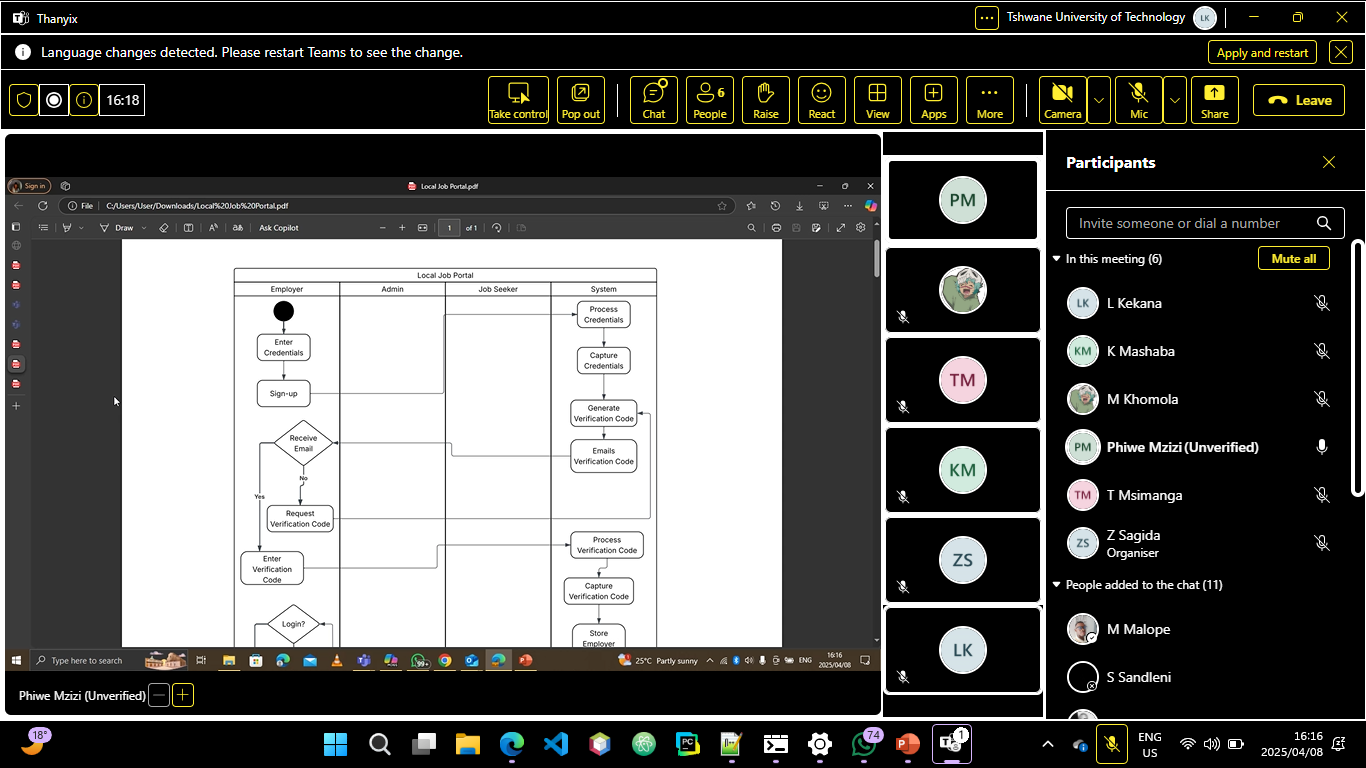 Thanyix
Tshwane University of Technology
LK
Language changes detected. Please restart Teams to see the change.
Apply and restart
16:18
Take control
Pop out
Chat
6
People
Raise
React
View
Apps
More
Camera
Mic
Share
Leave
Sign in
Local Job Portal.pdf
File
C:/Users/User/Downloads/Local%20Job%20Portal.pdf
Draw
Ask Copilot
1
of 1
Local Job Portal
Employer
Admin
Job Seeker
System
Enter
Credentials
Sign-up
Receive
Email
No
Yes
Request
Verification Code
Enter
Verification
Code
Login?
Process
Credentials
Capture
Credentials
Generate
Verification Code
Emails
Verification Code
Process
Verification Code
Capture
Verification Code
Store
Employer
Type here to search
99+
25°C Partly sunny
ENG
16:16
2025/04/08
Phiwe Mzizi (Unverified)
PM
TM
KM
ZS
LK
Participants
Invite someone or dial a number
In this meeting (6)
Mute all
LK
L Kekana
KM
K Mashaba
M Khomola
PM
Phiwe Mzizi (Unverified)
TM
T Msimanga
ZS
Z Sagida
Organiser
People added to the chat (11)
M Malope
S Sandleni
18°
PC
74
1
ENG
US
16:16
2025/04/08